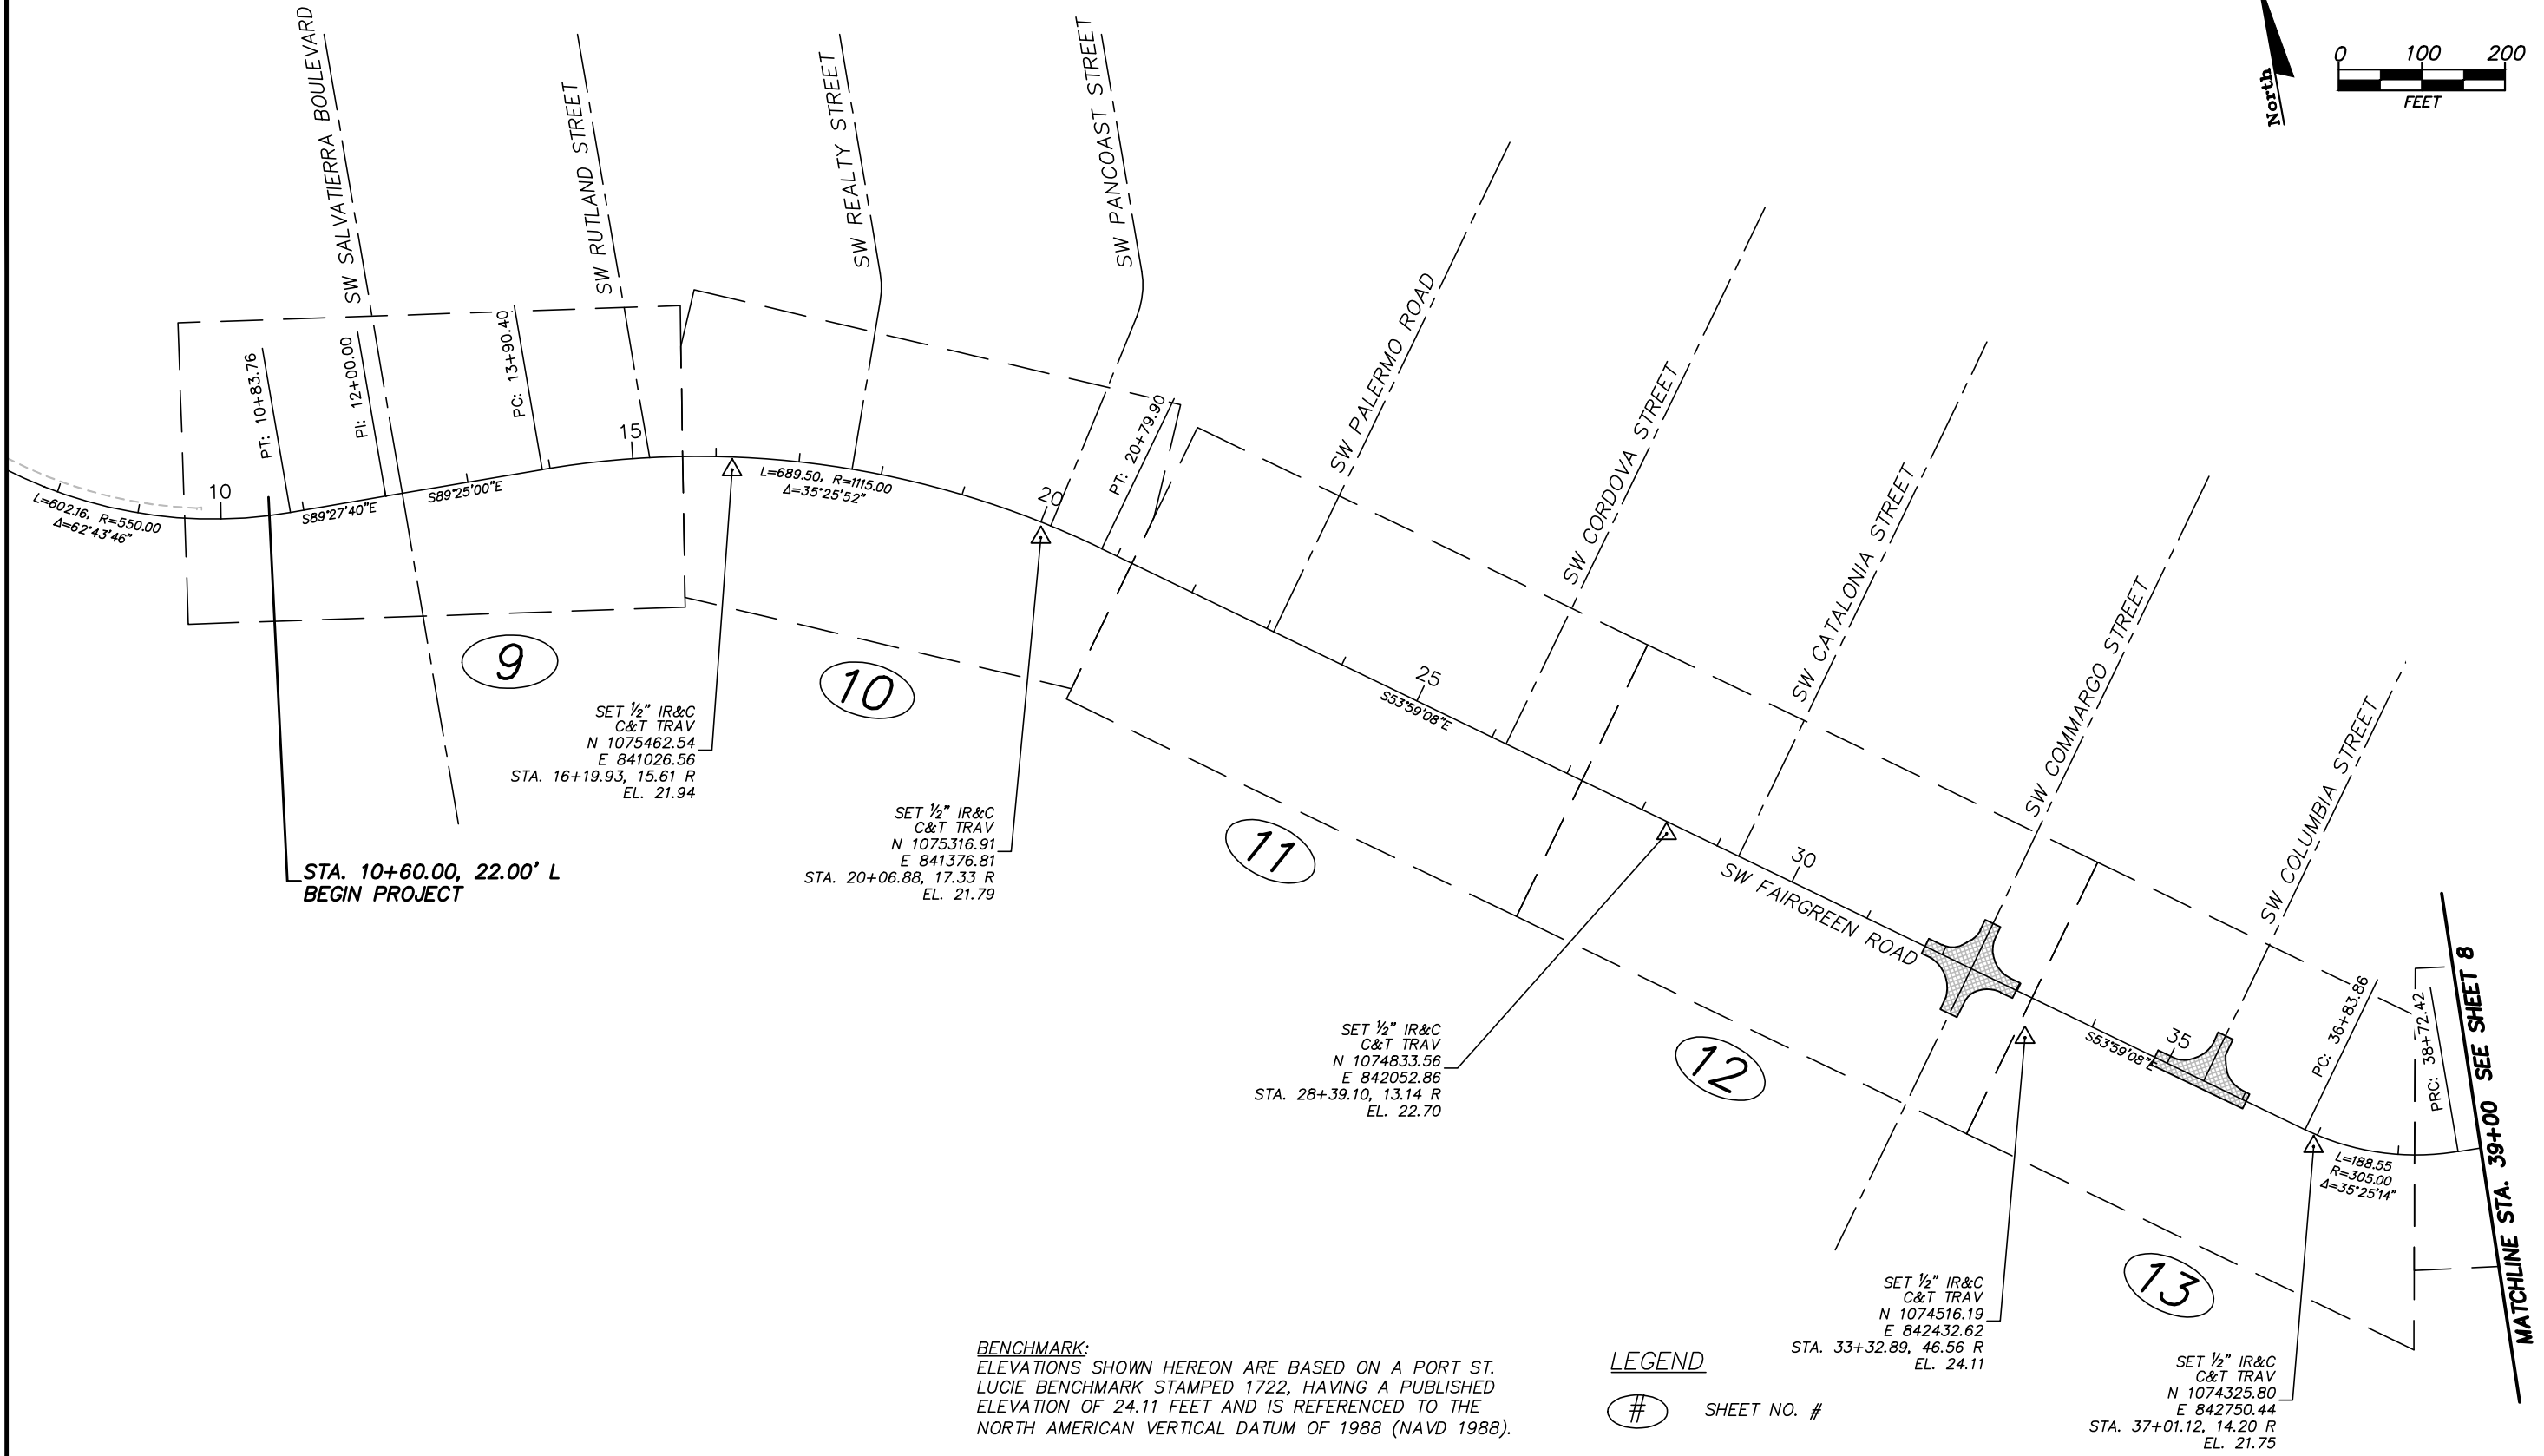 SW SALVATIERRA BOULEVARD
SW RUTLAND STREET
SW REALTY STREET
SW PANCOAST STREET
SW PALERMO ROAD
SW CORDOVA STREET
SW CATALONIA STREET
SW COMMARGO STREET
SW COLUMBIA STREET
North
0 100 200
FEET
PT: 10+83.76
PI: 12+00.00
PC: 13+90.40
PT: 20+79.90
10
15
20
25
30
35
L=602.16, R=550.00
Δ=62°43'46"
S89°27'40"E
S89°25'00"E
L=689.50, R=1115.00
Δ=35°25'52"
S53°59'08"E
SW FAIRGREEN ROAD
S53°59'08"E
PC: 36+83.86
PRC: 38+72.42
L=188.55
R=305.00
Δ=35°25'14"
MATCHLINE STA. 39+00 SEE SHEET 8
9
10
11
12
13
STA. 10+60.00, 22.00' L
BEGIN PROJECT
SET ½" IR&C
C&T TRAV
N 1075462.54
E 841026.56
STA. 16+19.93, 15.61 R
EL. 21.94
SET ½" IR&C
C&T TRAV
N 1075316.91
E 841376.81
STA. 20+06.88, 17.33 R
EL. 21.79
SET ½" IR&C
C&T TRAV
N 1074833.56
E 842052.86
STA. 28+39.10, 13.14 R
EL. 22.70
SET ½" IR&C
C&T TRAV
N 1074516.19
E 842432.62
STA. 33+32.89, 46.56 R
EL. 24.11
SET ½" IR&C
C&T TRAV
N 1074325.80
E 842750.44
STA. 37+01.12, 14.20 R
EL. 21.75
BENCHMARK:
ELEVATIONS SHOWN HEREON ARE BASED ON A PORT ST.
LUCIE BENCHMARK STAMPED 1722, HAVING A PUBLISHED
ELEVATION OF 24.11 FEET AND IS REFERENCED TO THE
NORTH AMERICAN VERTICAL DATUM OF 1988 (NAVD 1988).
LEGEND
# SHEET NO. #